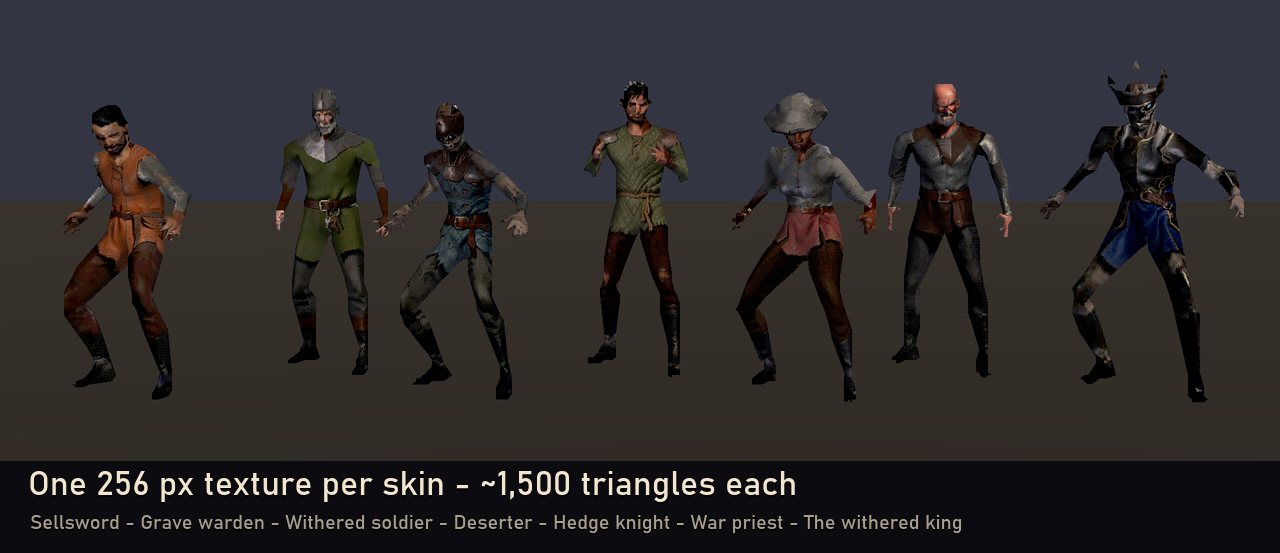 One 256 px texture per skin - ~1,500 triangles each
Sellsword - Grave warden - Withered soldier - Deserter - Hedge knight - War priest - The withered king